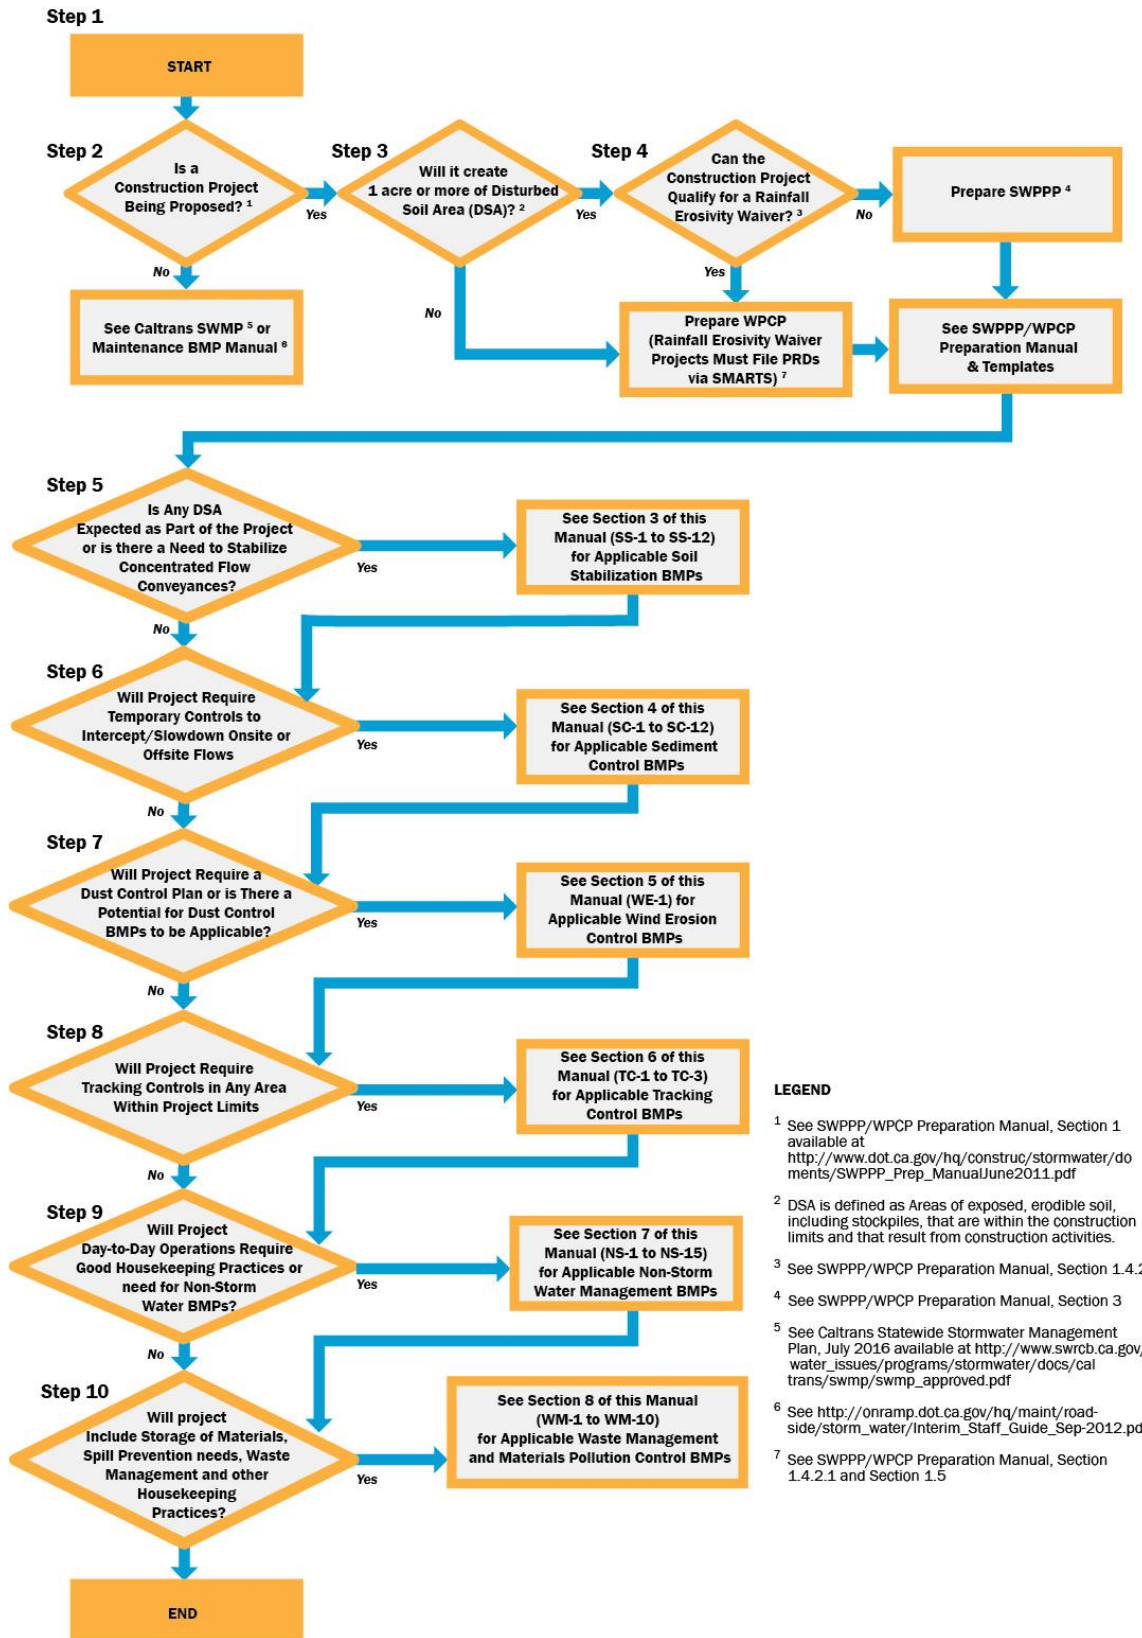 Step 1
START
Step 2
Is a
Construction Project
Being Proposed? 1
Yes
No
See Caltrans SWMP 5 or
Maintenance BMP Manual 6
Step 3
Will it create
1 acre or more of Disturbed
Soil Area (DSA)? 2
Yes
No
Step 4
Can the
Construction Project
Qualify for a Rainfall
Erosivity Waiver? 3
No
Yes
Prepare SWPPP 4
Prepare WPCP
(Rainfall Erosivity Waiver
Projects Must File PRDs
via SMARTS) 7
See SWPPP/WPCP
Preparation Manual
& Templates
Step 5
Is Any DSA
Expected as Part of the Project
or is there a Need to Stabilize
Concentrated Flow
Conveyances?
Yes
No
See Section 3 of this
Manual (SS-1 to SS-12)
for Applicable Soil
Stabilization BMPs
Step 6
Will Project Require
Temporary Controls to
Intercept/Slowdown Onsite or
Offsite Flows
Yes
No
See Section 4 of this
Manual (SC-1 to SC-12)
for Applicable Sediment
Control BMPs
Step 7
Will Project Require a
Dust Control Plan or is There a
Potential for Dust Control
BMPs to be Applicable?
Yes
No
See Section 5 of this
Manual (WE-1) for
Applicable Wind Erosion
Control BMPs
Step 8
Will Project Require
Tracking Controls in Any Area
Within Project Limits
Yes
No
See Section 6 of this
Manual (TC-1 to TC-3)
for Applicable Tracking
Control BMPs
Step 9
Will Project
Day-to-Day Operations Require
Good Housekeeping Practices or
need for Non-Storm
Water BMPs?
Yes
No
See Section 7 of this
Manual (NS-1 to NS-15)
for Applicable Non-Storm
Water Management BMPs
Step 10
Will project
Include Storage of Materials,
Spill Prevention needs, Waste
Management and other
Housekeeping
Practices?
Yes
See Section 8 of this Manual
(WM-1 to WM-10)
for Applicable Waste Management
and Materials Pollution Control BMPs
END
LEGEND
1 See SWPPP/WPCP Preparation Manual, Section 1
available at
http://www.dot.ca.gov/hq/construc/stormwater/do
ments/SWPPP_Prep_ManualJune2011.pdf
2 DSA is defined as Areas of exposed, erodible soil,
including stockpiles, that are within the construction
limits and that result from construction activities.
3 See SWPPP/WPCP Preparation Manual, Section 1.4.2
4 See SWPPP/WPCP Preparation Manual, Section 3
5 See Caltrans Statewide Stormwater Management
Plan, July 2016 available at http://www.swrcb.ca.gov/
water_issues/programs/stormwater/docs/cal
trans/swmp/swmp_approved.pdf
6 See http://onramp.dot.ca.gov/hq/maint/road-
side/storm_water/Interim_Staff_Guide_Sep-2012.pd
7 See SWPPP/WPCP Preparation Manual, Section
1.4.2.1 and Section 1.5